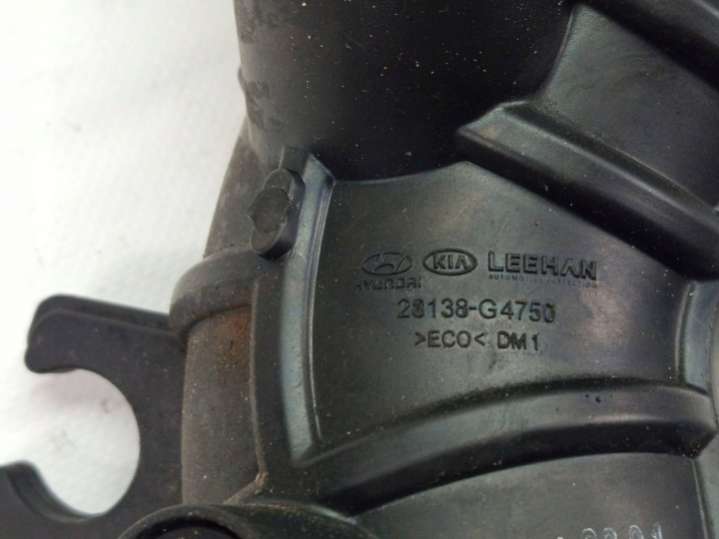 HYUNDAI KIA LEEHAN
28138-G4750
>ECO< DM1